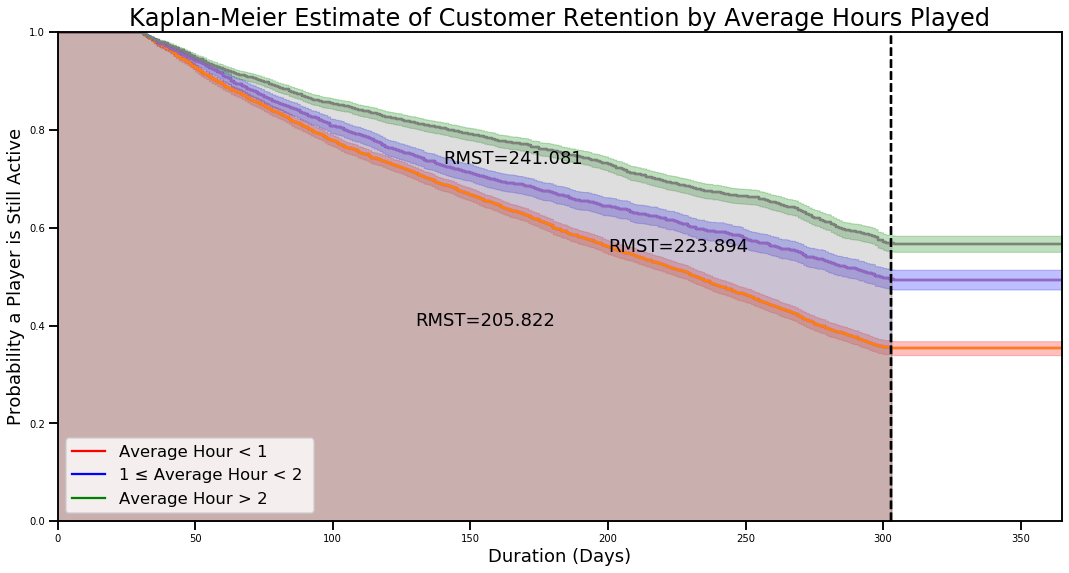 Kaplan-Meier Estimate of Customer Retention by Average Hours Played
Probability a Player is Still Active
1.0
0.8
0.6
0.4
0.2
0.0
RMST=241.081
RMST=223.894
RMST=205.822
Average Hour < 1
1 ≤ Average Hour < 2
Average Hour > 2
0
50
100
150
200
250
300
350
Duration (Days)